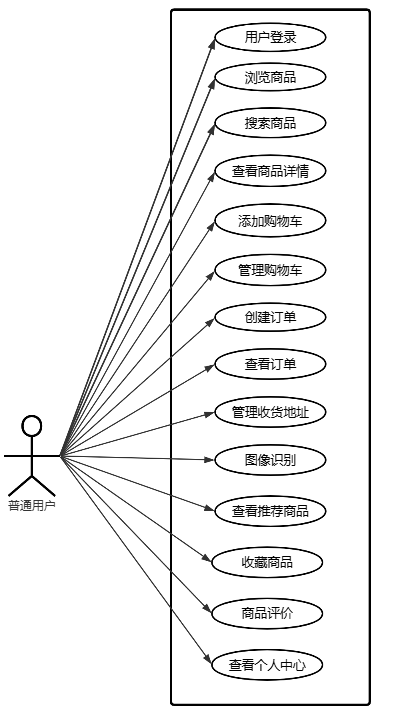 用户登录
浏览商品
搜索商品
查看商品详情
添加购物车
管理购物车
创建订单
查看订单
管理收货地址
图像识别
查看推荐商品
收藏商品
商品评价
查看个人中心
普通用户